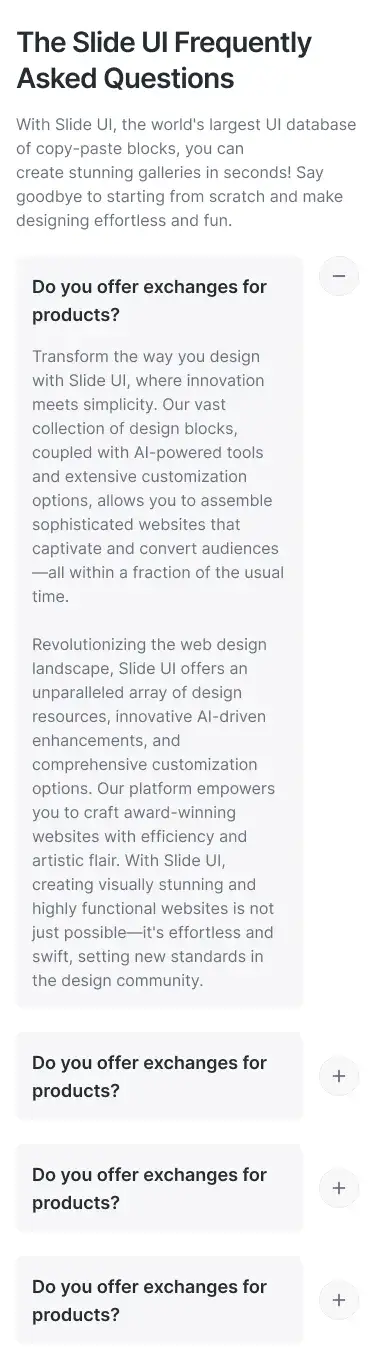 The Slide UI Frequently
Asked Questions
With Slide UI, the world's largest UI database
of copy-paste blocks, you can
create stunning galleries in seconds! Say
goodbye to starting from scratch and make
designing effortless and fun.
Do you offer exchanges for
products?
Transform the way you design
with Slide UI, where innovation
meets simplicity. Our vast
collection of design blocks,
coupled with AI-powered tools
and extensive customization
options, allows you to assemble
sophisticated websites that
captivate and convert audiences
—all within a fraction of the usual
time.
Revolutionizing the web design
landscape, Slide UI offers an
unparalleled array of design
resources, innovative AI-driven
enhancements, and
comprehensive customization
options. Our platform empowers
you to craft award-winning
websites with efficiency and
artistic flair. With Slide UI,
creating visually stunning and
highly functional websites is not
just possible—it's effortless and
swift, setting new standards in
the design community.
Do you offer exchanges for
products?
Do you offer exchanges for
products?
Do you offer exchanges for
products?